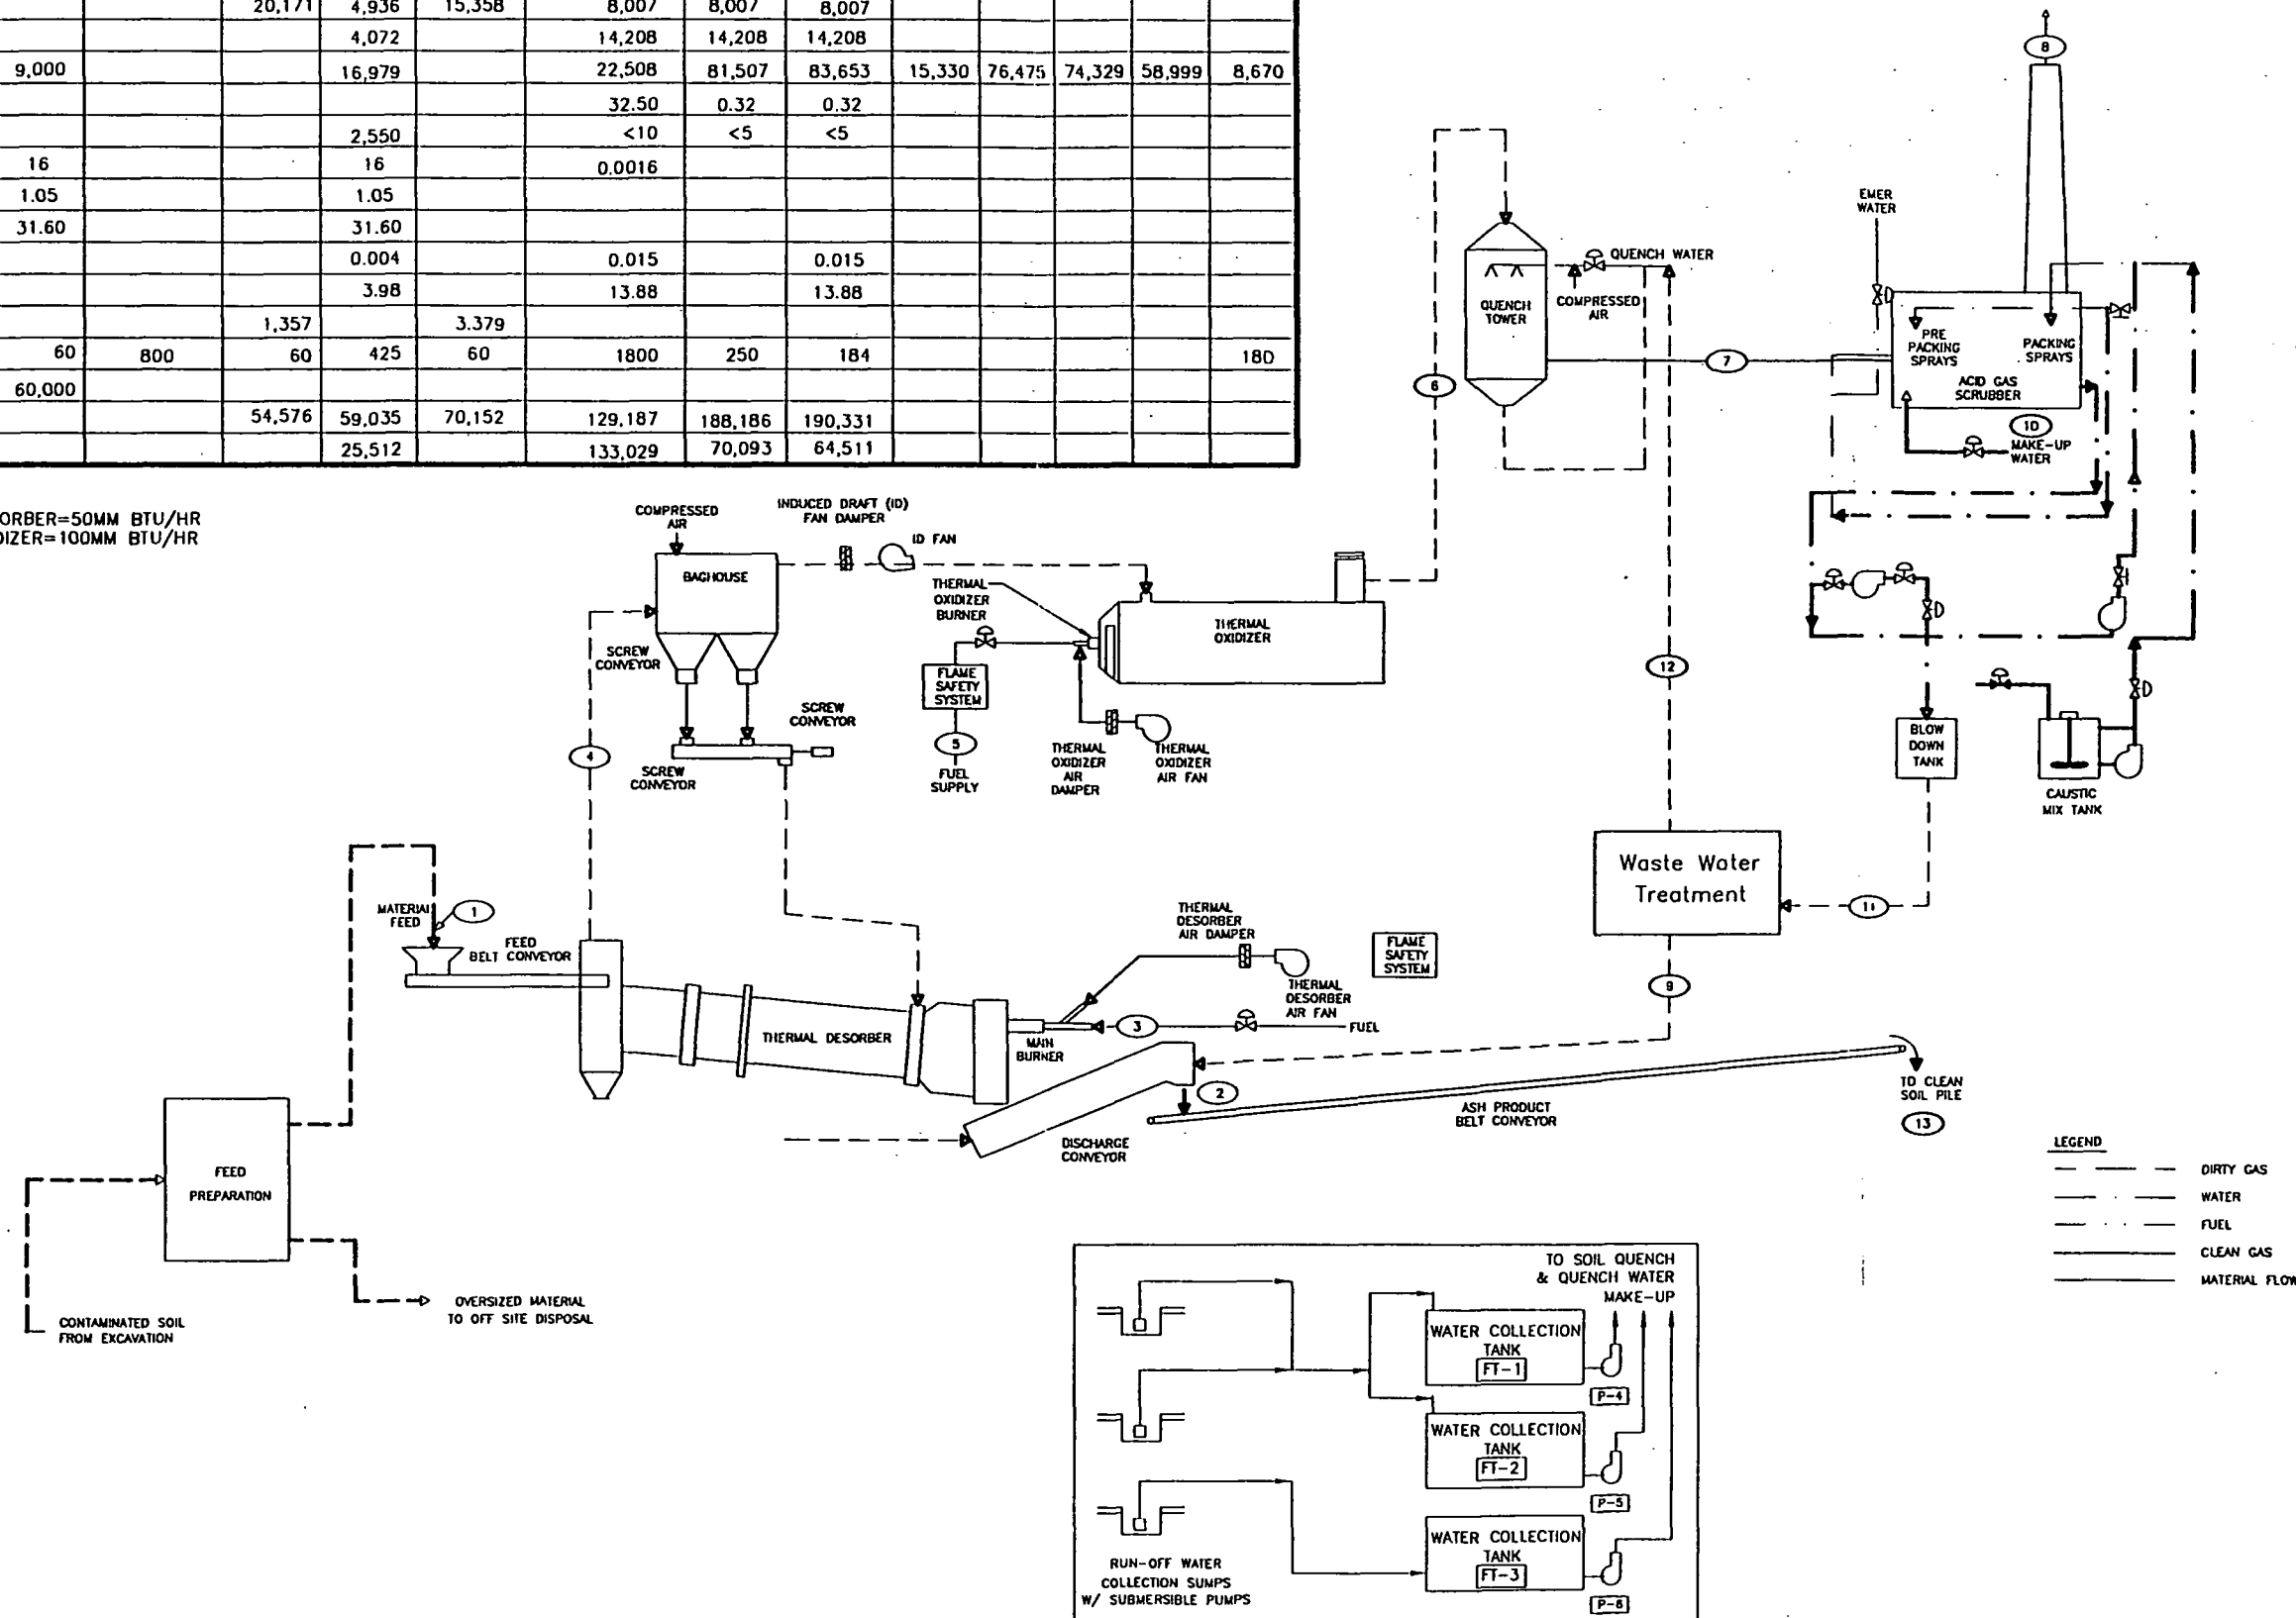 20,171 4,936 15,358 8,007 8,007 8,007
4,072 14,208 14,208 14,208
9,000 16,979 22,508 81,507 83,653 15,330 76,475 74,329 58,999 8,670
32.50 0.32 0.32
2,550 <10 <5 <5
16 16 0.0016
1.05 1.05
31.60 31.60
0.004 0.015 0.015
3.98 13.88 13.88
1,357 3.379
60 800 60 425 60 1800 250 184 180
60,000
54,576 59,035 70,152 129,187 188,186 190,331
25,512 133,029 70,093 64,511
ORBER=50MM BTU/HR
DIZER=100MM BTU/HR
8
EMER
WATER
QUENCH WATER
COMPRESSED
AIR
QUENCH
TOWER
PRE
PACKING
SPRAYS
PACKING
SPRAYS
ACID GAS
SCRUBBER
7
6
10
MAKE-UP
WATER
COMPRESSED
AIR
INDUCED DRAFT (ID)
FAN DAMPER
ID FAN
BAGHOUSE
THERMAL
OXIDIZER
BURNER
THERMAL
OXIDIZER
SCREW
CONVEYOR
FLAME
SAFETY
SYSTEM
12
SCREW
CONVEYOR
4
5
FUEL
SUPPLY
SCREW
CONVEYOR
THERMAL
OXIDIZER
AIR
DAMPER
THERMAL
OXIDIZER
AIR FAN
BLOW
DOWN
TANK
CAUSTIC
MIX TANK
Waste Water
Treatment
11
MATERIAL
FEED
1
FEED
BELT CONVEYOR
THERMAL
DESORBER
AIR DAMPER
FLAME
SAFETY
SYSTEM
9
THERMAL
DESORBER
AIR FAN
THERMAL DESORBER
MAIN
BURNER
3
FUEL
2
TO CLEAN
SOIL PILE
13
ASH PRODUCT
BELT CONVEYOR
DISCHARGE
CONVEYOR
FEED
PREPARATION
LEGEND
DIRTY GAS
WATER
FUEL
CLEAN GAS
MATERIAL FLOW
OVERSIZED MATERIAL
TO OFF SITE DISPOSAL
CONTAMINATED SOIL
FROM EXCAVATION
TO SOIL QUENCH
& QUENCH WATER
MAKE-UP
WATER COLLECTION
TANK
FT-1
P-4
WATER COLLECTION
TANK
FT-2
P-5
WATER COLLECTION
TANK
FT-3
P-6
RUN-OFF WATER
COLLECTION SUMPS
W/ SUBMERSIBLE PUMPS